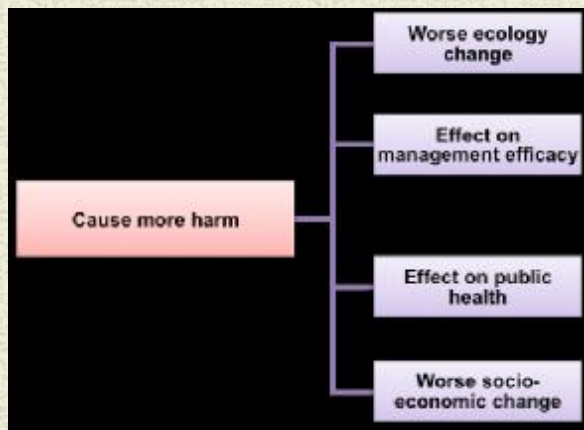 Worse ecology
change
Effect on
management efficacy
Cause more harm
Effect on public
health
Worse socio-
economic change